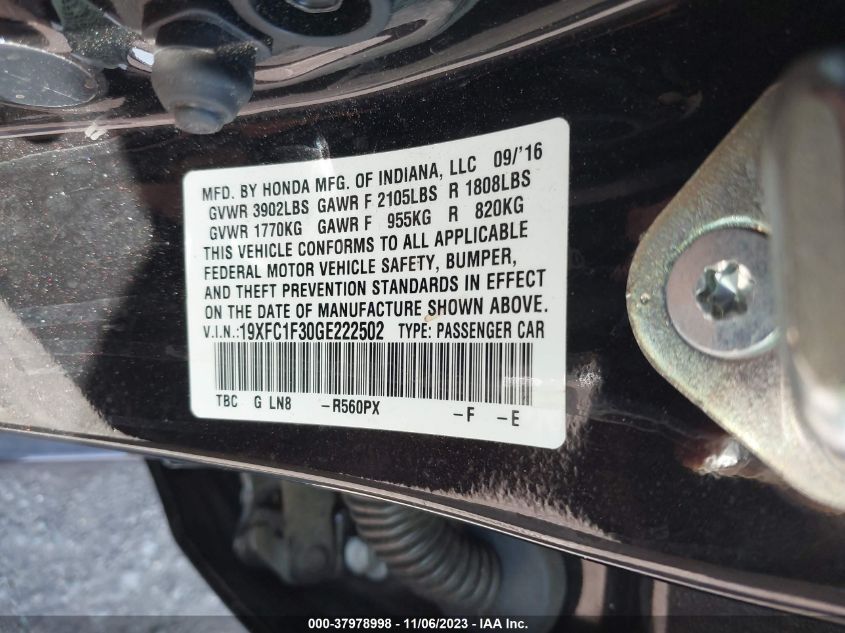 MFD. BY HONDA MFG. OF INDIANA, LLC 09/'16
GVWR 3902LBS GAWR F 2105LBS R 1808LBS
GVWR 1770KG GAWR F 955KG R 820KG
THIS VEHICLE CONFORMS TO ALL APPLICABLE
FEDERAL MOTOR VEHICLE SAFETY, BUMPER,
AND THEFT PREVENTION STANDARDS IN EFFECT
ON THE DATE OF MANUFACTURE SHOWN ABOVE.
V.I.N.:19XFC1F30GE222502 TYPE: PASSENGER CAR
TBC G LN8 -R560PX -F -E
000-37978998 - 11/06/2023 - IAA Inc.